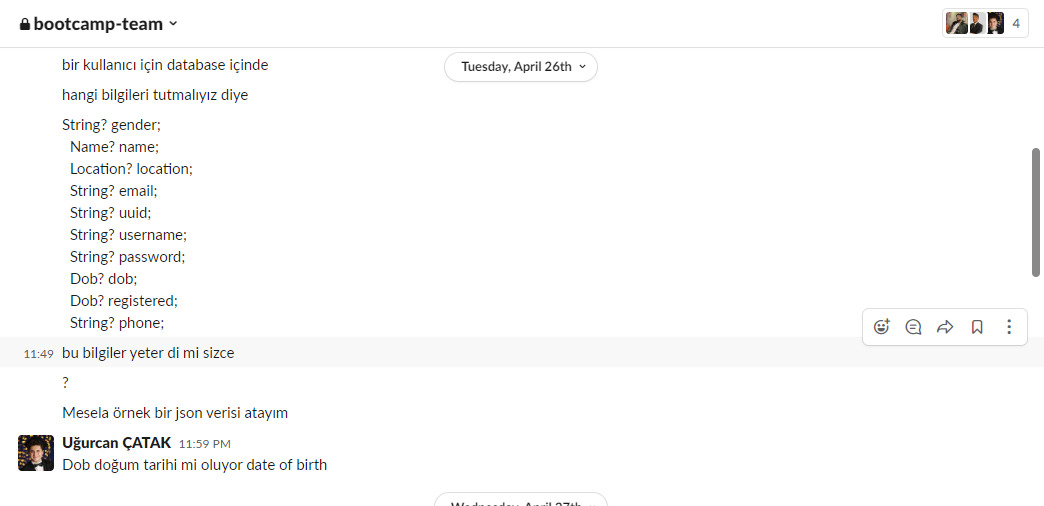 bootcamp-team
4
Tuesday, April 26th
bir kullanıcı için database içinde
hangi bilgileri tutmalıyız diye
String? gender;
Name? name;
Location? location;
String? email;
String? uuid;
String? username;
String? password;
Dob? dob;
Dob? registered;
String? phone;
11:49 bu bilgiler yeter di mi sizce
?
Mesela örnek bir json verisi atayım
Uğurcan ÇATAK 11:59 PM
Dob doğum tarihi mi oluyor date of birth
Wednesday, April 27th